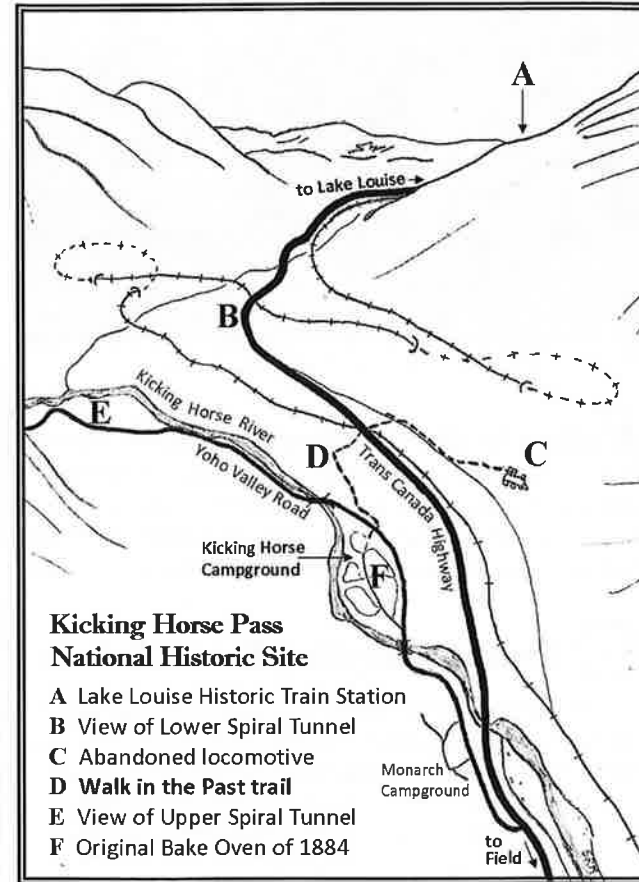 A
to Lake Louise
B
Kicking Horse River
E
Yoho Valley Road
D
Trans Canada Highway
C
Kicking Horse
Campground
F
Kicking Horse Pass
National Historic Site
A Lake Louise Historic Train Station
B View of Lower Spiral Tunnel
C Abandoned locomotive
D Walk in the Past trail
E View of Upper Spiral Tunnel
F Original Bake Oven of 1884
Monarch
Campground
to
Field